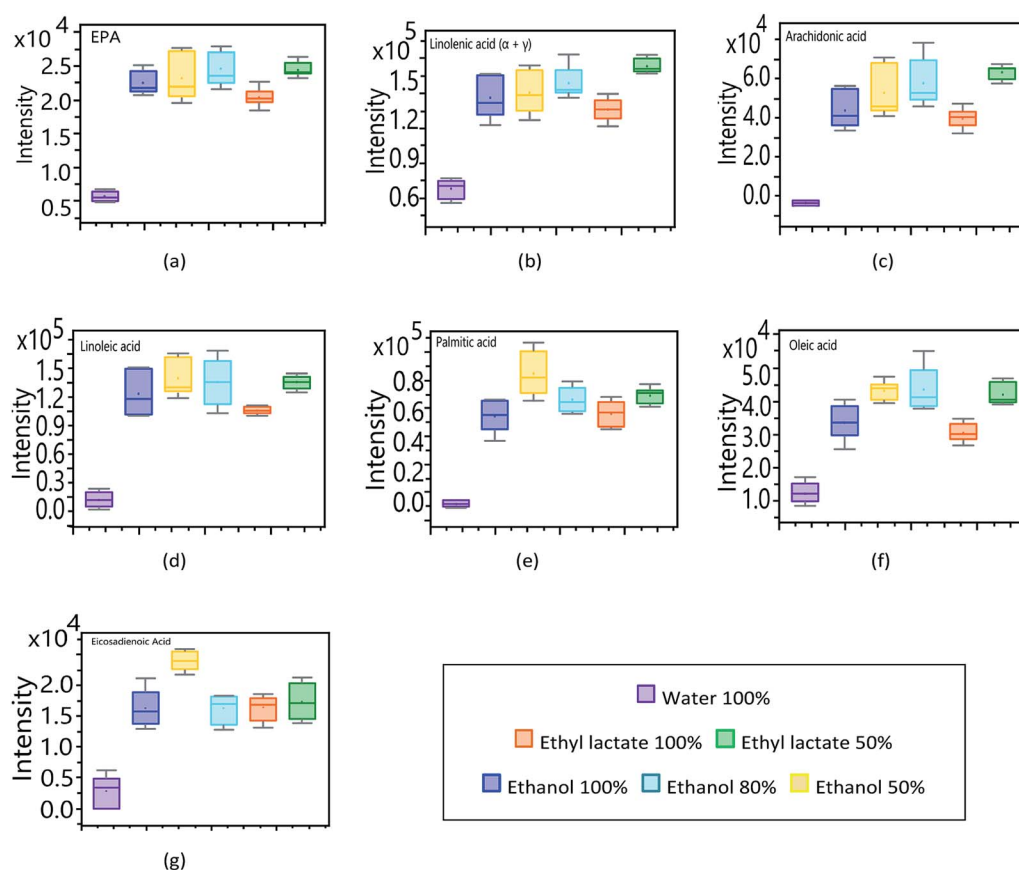 x10^4
EPA
Intensity
2.5
2.0
1.0
0.5
(a)
x10^5
Linolenic acid (α + γ)
Intensity
1.5
1.2
0.9
0.6
(b)
x10^4
Arachidonic acid
Intensity
6.0
4.0
2.0
0.0
(c)
x10^5
Linoleic acid
Intensity
1.5
1.2
0.9
0.6
0.3
0.0
(d)
x10^5
Palmitic acid
Intensity
0.8
0.6
0.4
0.2
0.0
(e)
x10^4
Oleic acid
Intensity
5.0
4.0
3.0
2.0
1.0
(f)
x10^4
Eicosadienoic Acid
Intensity
2.0
1.5
1.0
0.5
0.0
(g)
Water 100%
Ethyl lactate 100% Ethyl lactate 50%
Ethanol 100% Ethanol 80% Ethanol 50%